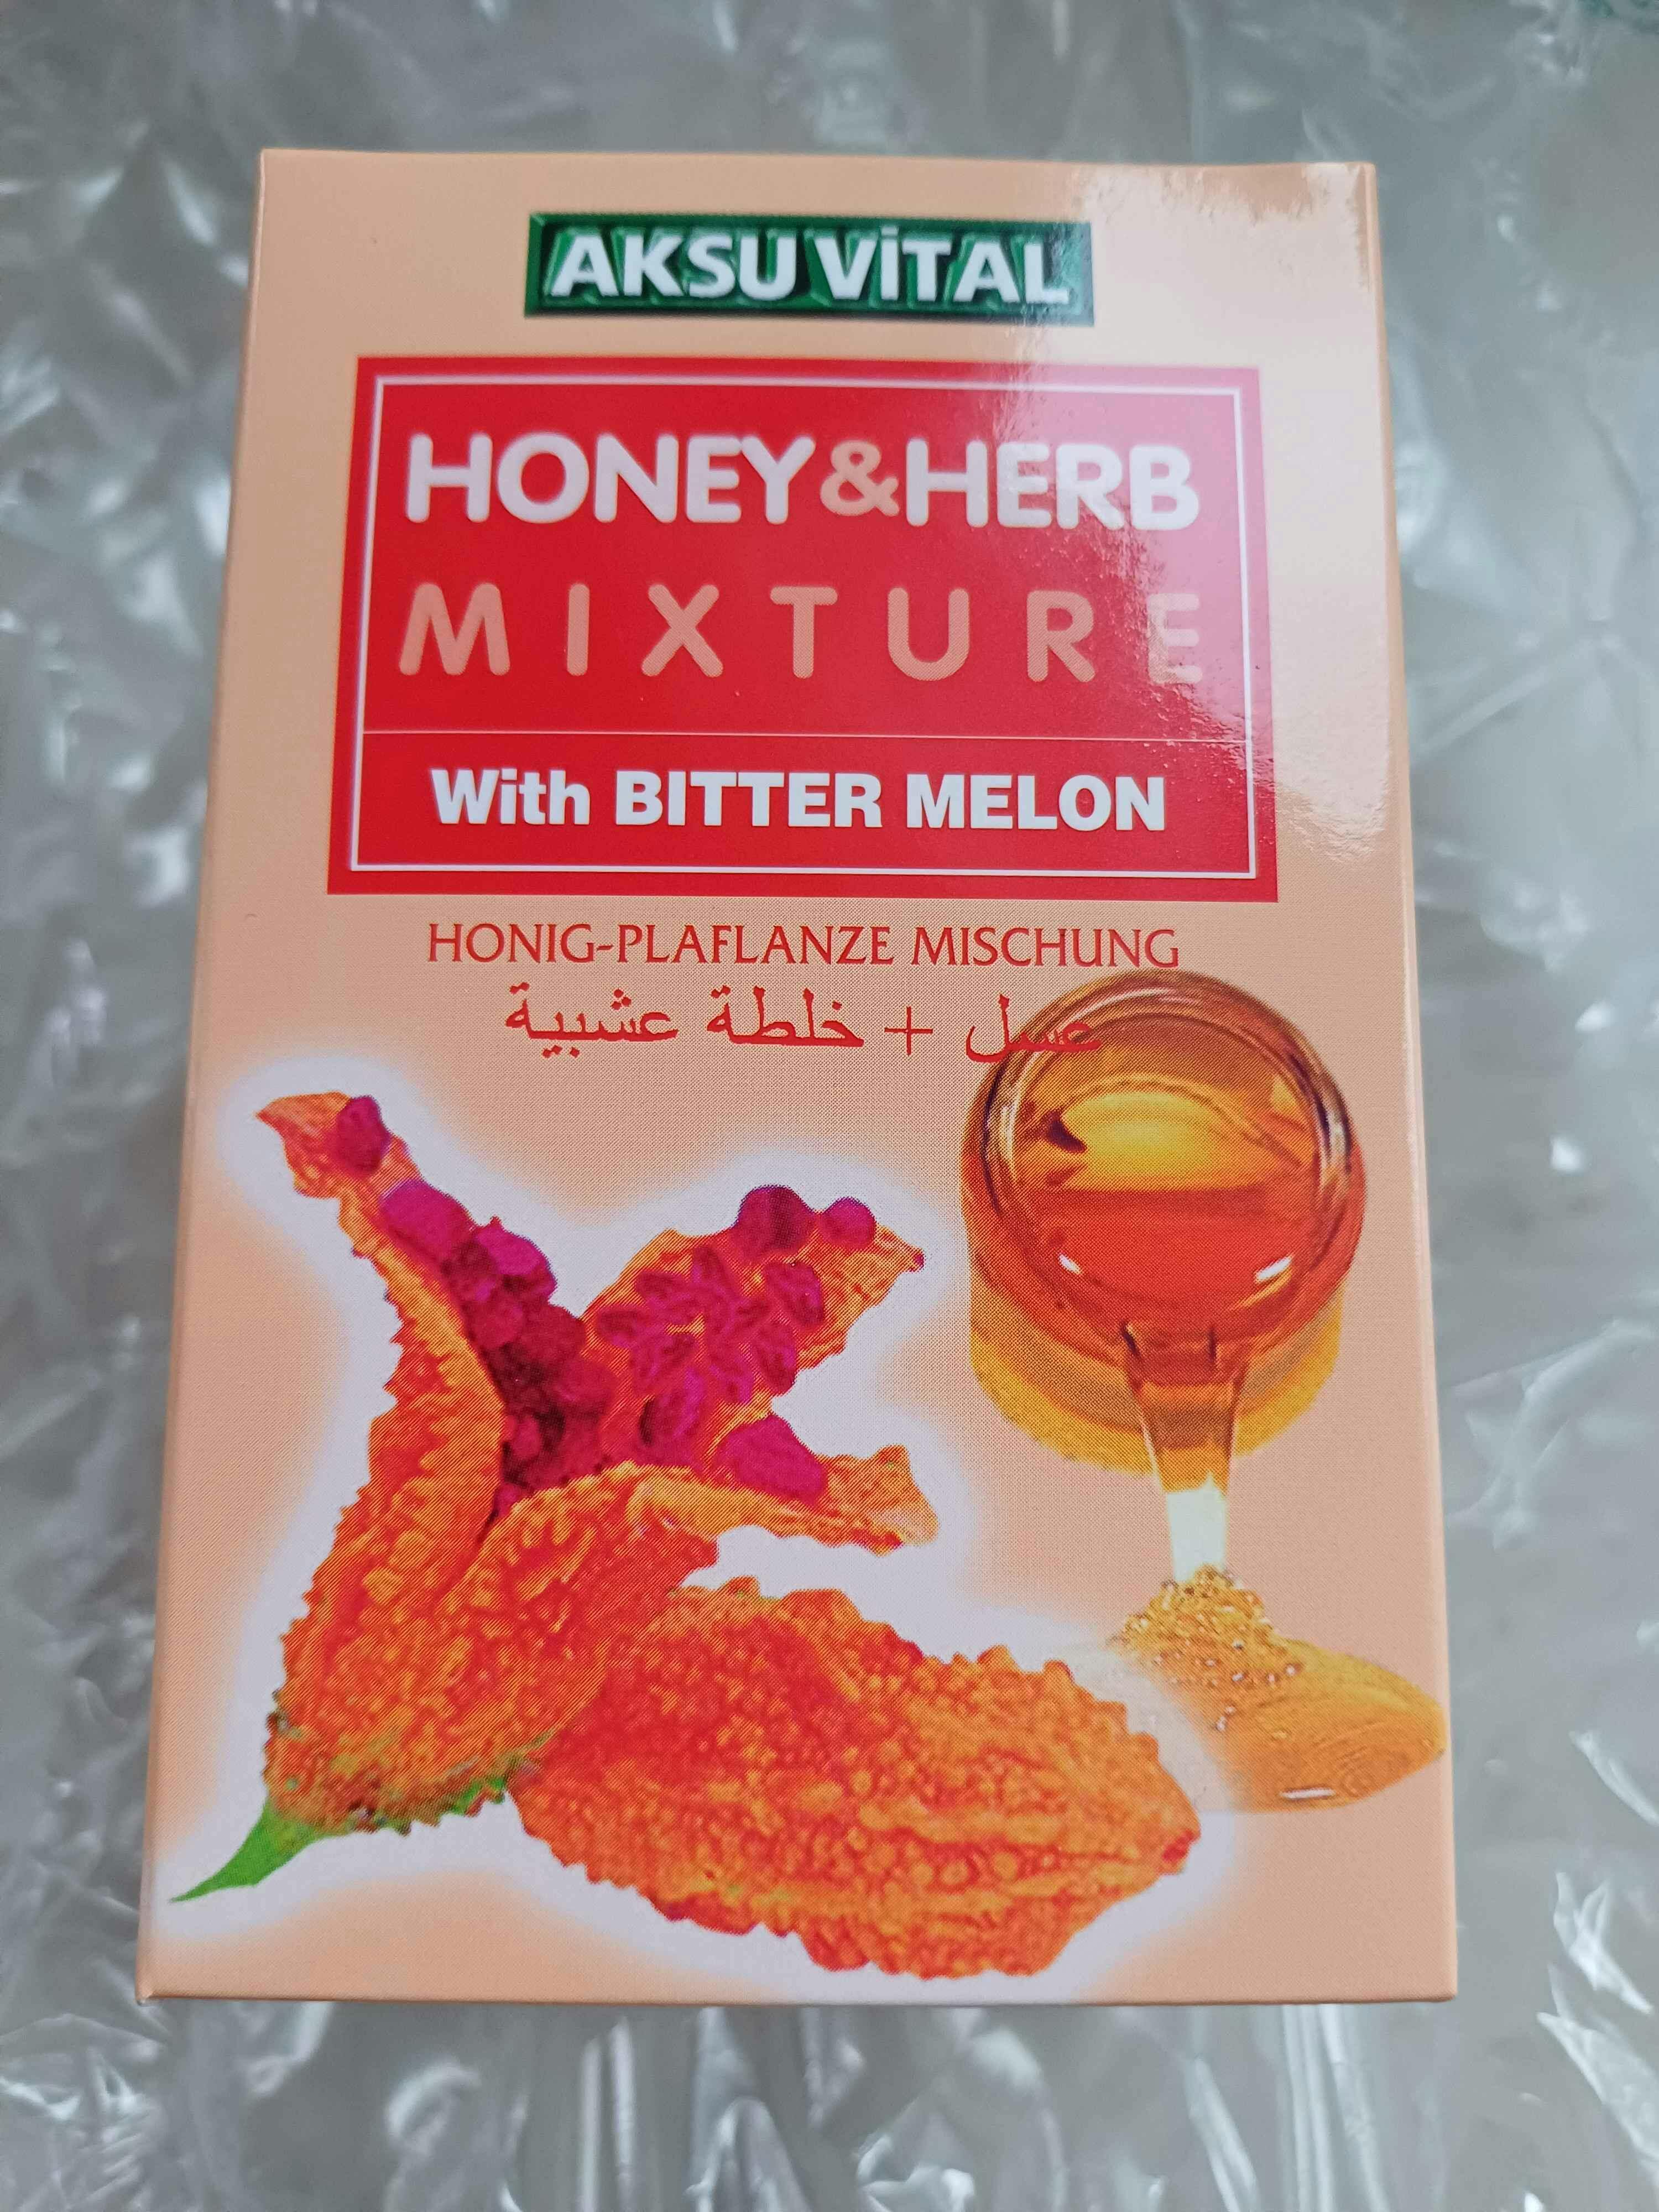 AKSU VİTAL
HONEY & HERB
MIXTURE
With BITTER MELON
HONIG-PLAFLANZE MISCHUNG
عسل + خلطة عشبية